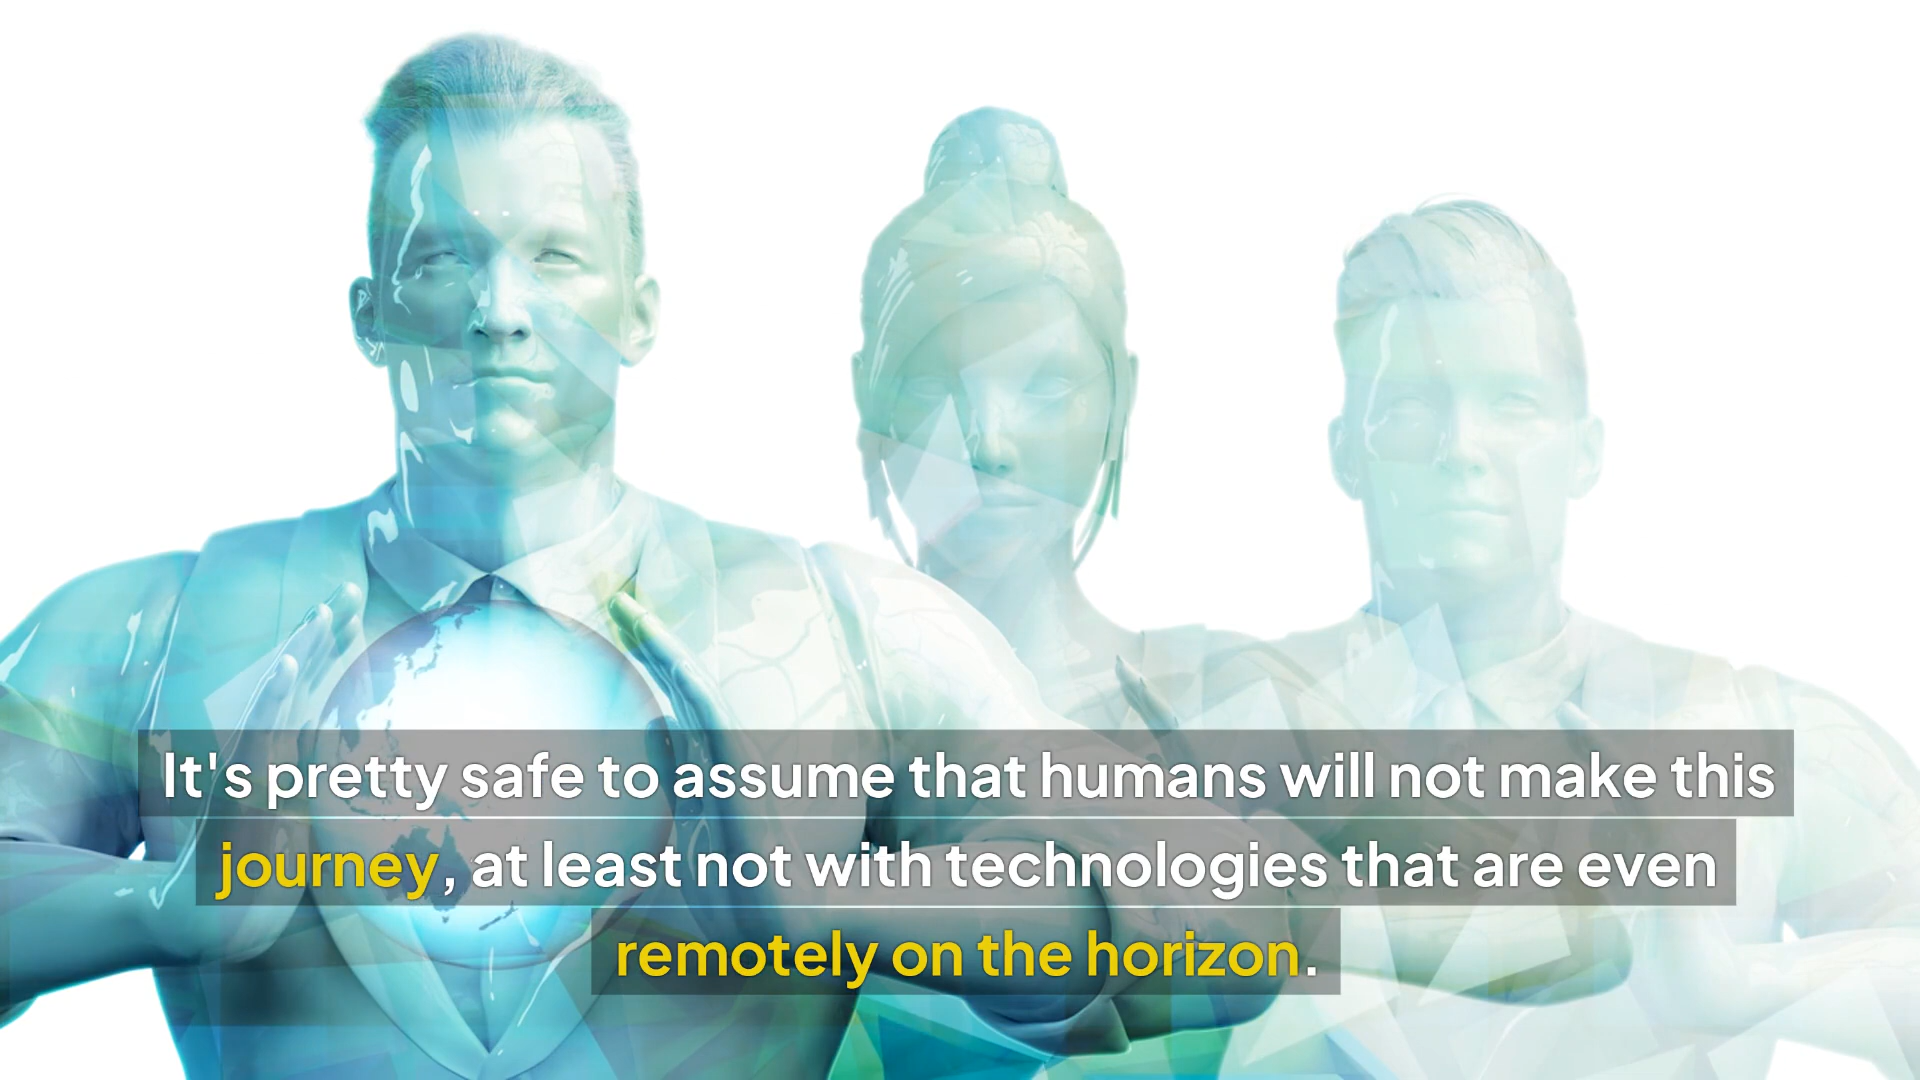 It's pretty safe to assume that humans will not make this
journey, at least not with technologies that are even
remotely on the horizon.